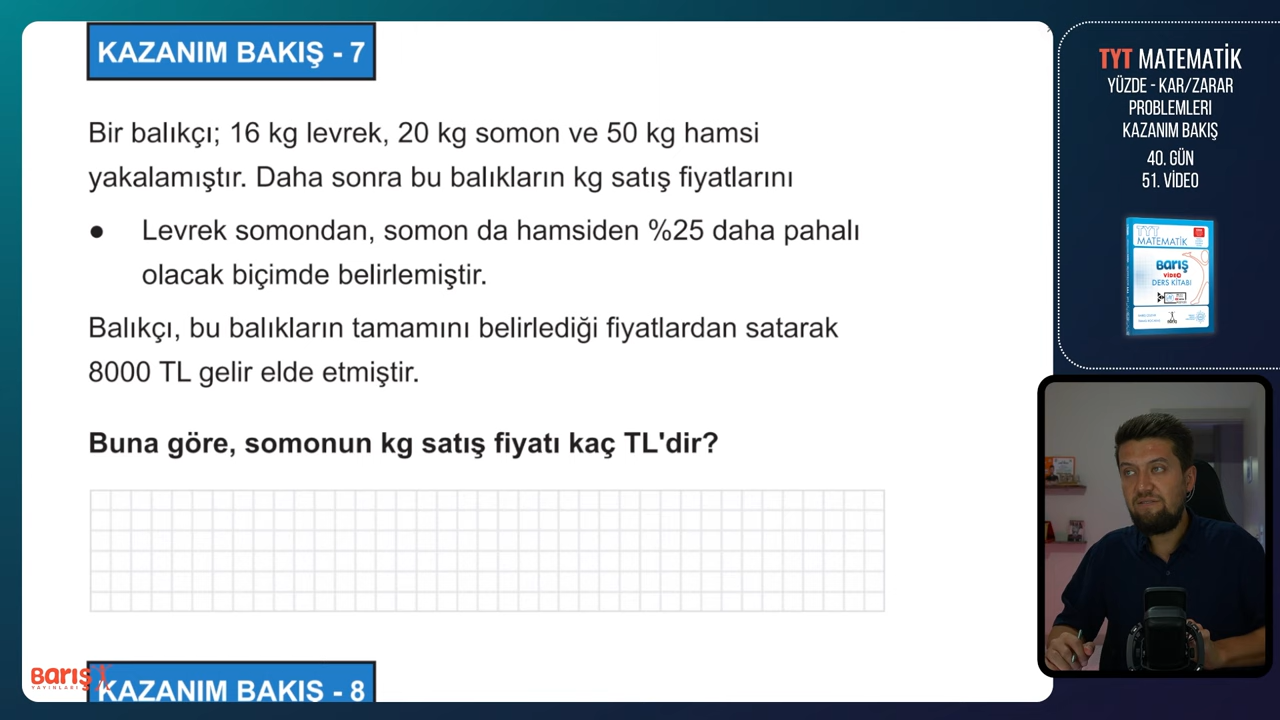 KAZANIM BAKIŞ - 7
Bir balıkçı; 16 kg levrek, 20 kg somon ve 50 kg hamsi
yakalamıştır. Daha sonra bu balıkların kg satış fiyatlarını
● Levrek somondan, somon da hamsiden %25 daha pahalı
olacak biçimde belirlemiştir.
Balıkçı, bu balıkların tamamını belirlediği fiyatlardan satarak
8000 TL gelir elde etmiştir.
Buna göre, somonun kg satış fiyatı kaç TL'dir?
KAZANIM BAKIŞ - 8
BARIŞ
YAYINLARI
TYT MATEMATİK
YÜZDE - KAR/ZARAR
PROBLEMLERI
KAZANIM BAKIŞ
40. GÜN
51. VİDEO
TYT
MATEMATİK
BARIŞ
VİDEO
DERS KİTABI